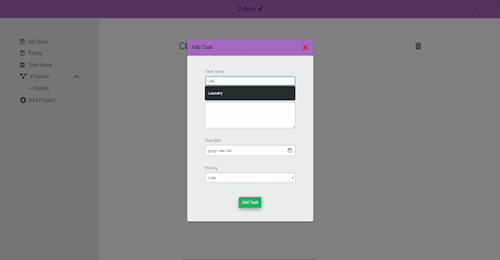 2-Beux ✔
All Tasks
Today
This Week
Projects
Chores
Add Project
Add Task
Task name
Lau
Laundry
Due date
yyyy-mm-dd
Priority
Low
Add Task